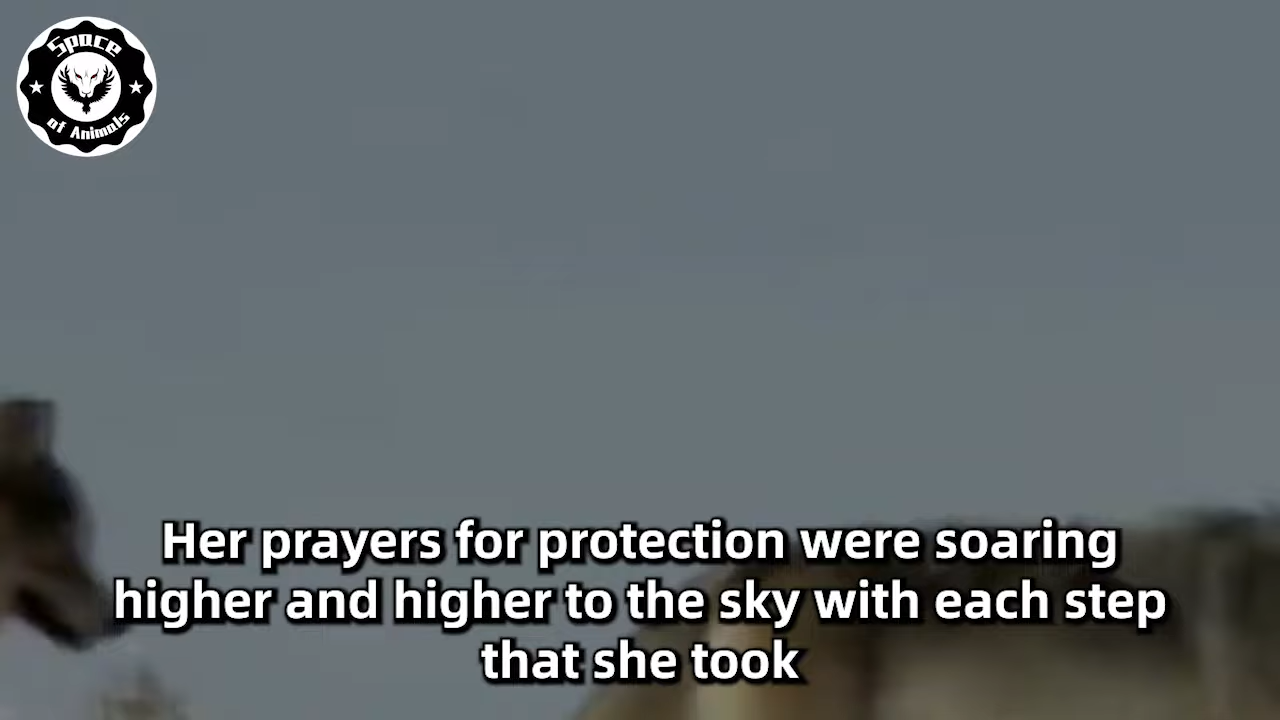 Space
of Animals
Her prayers for protection were soaring
higher and higher to the sky with each step
that she took